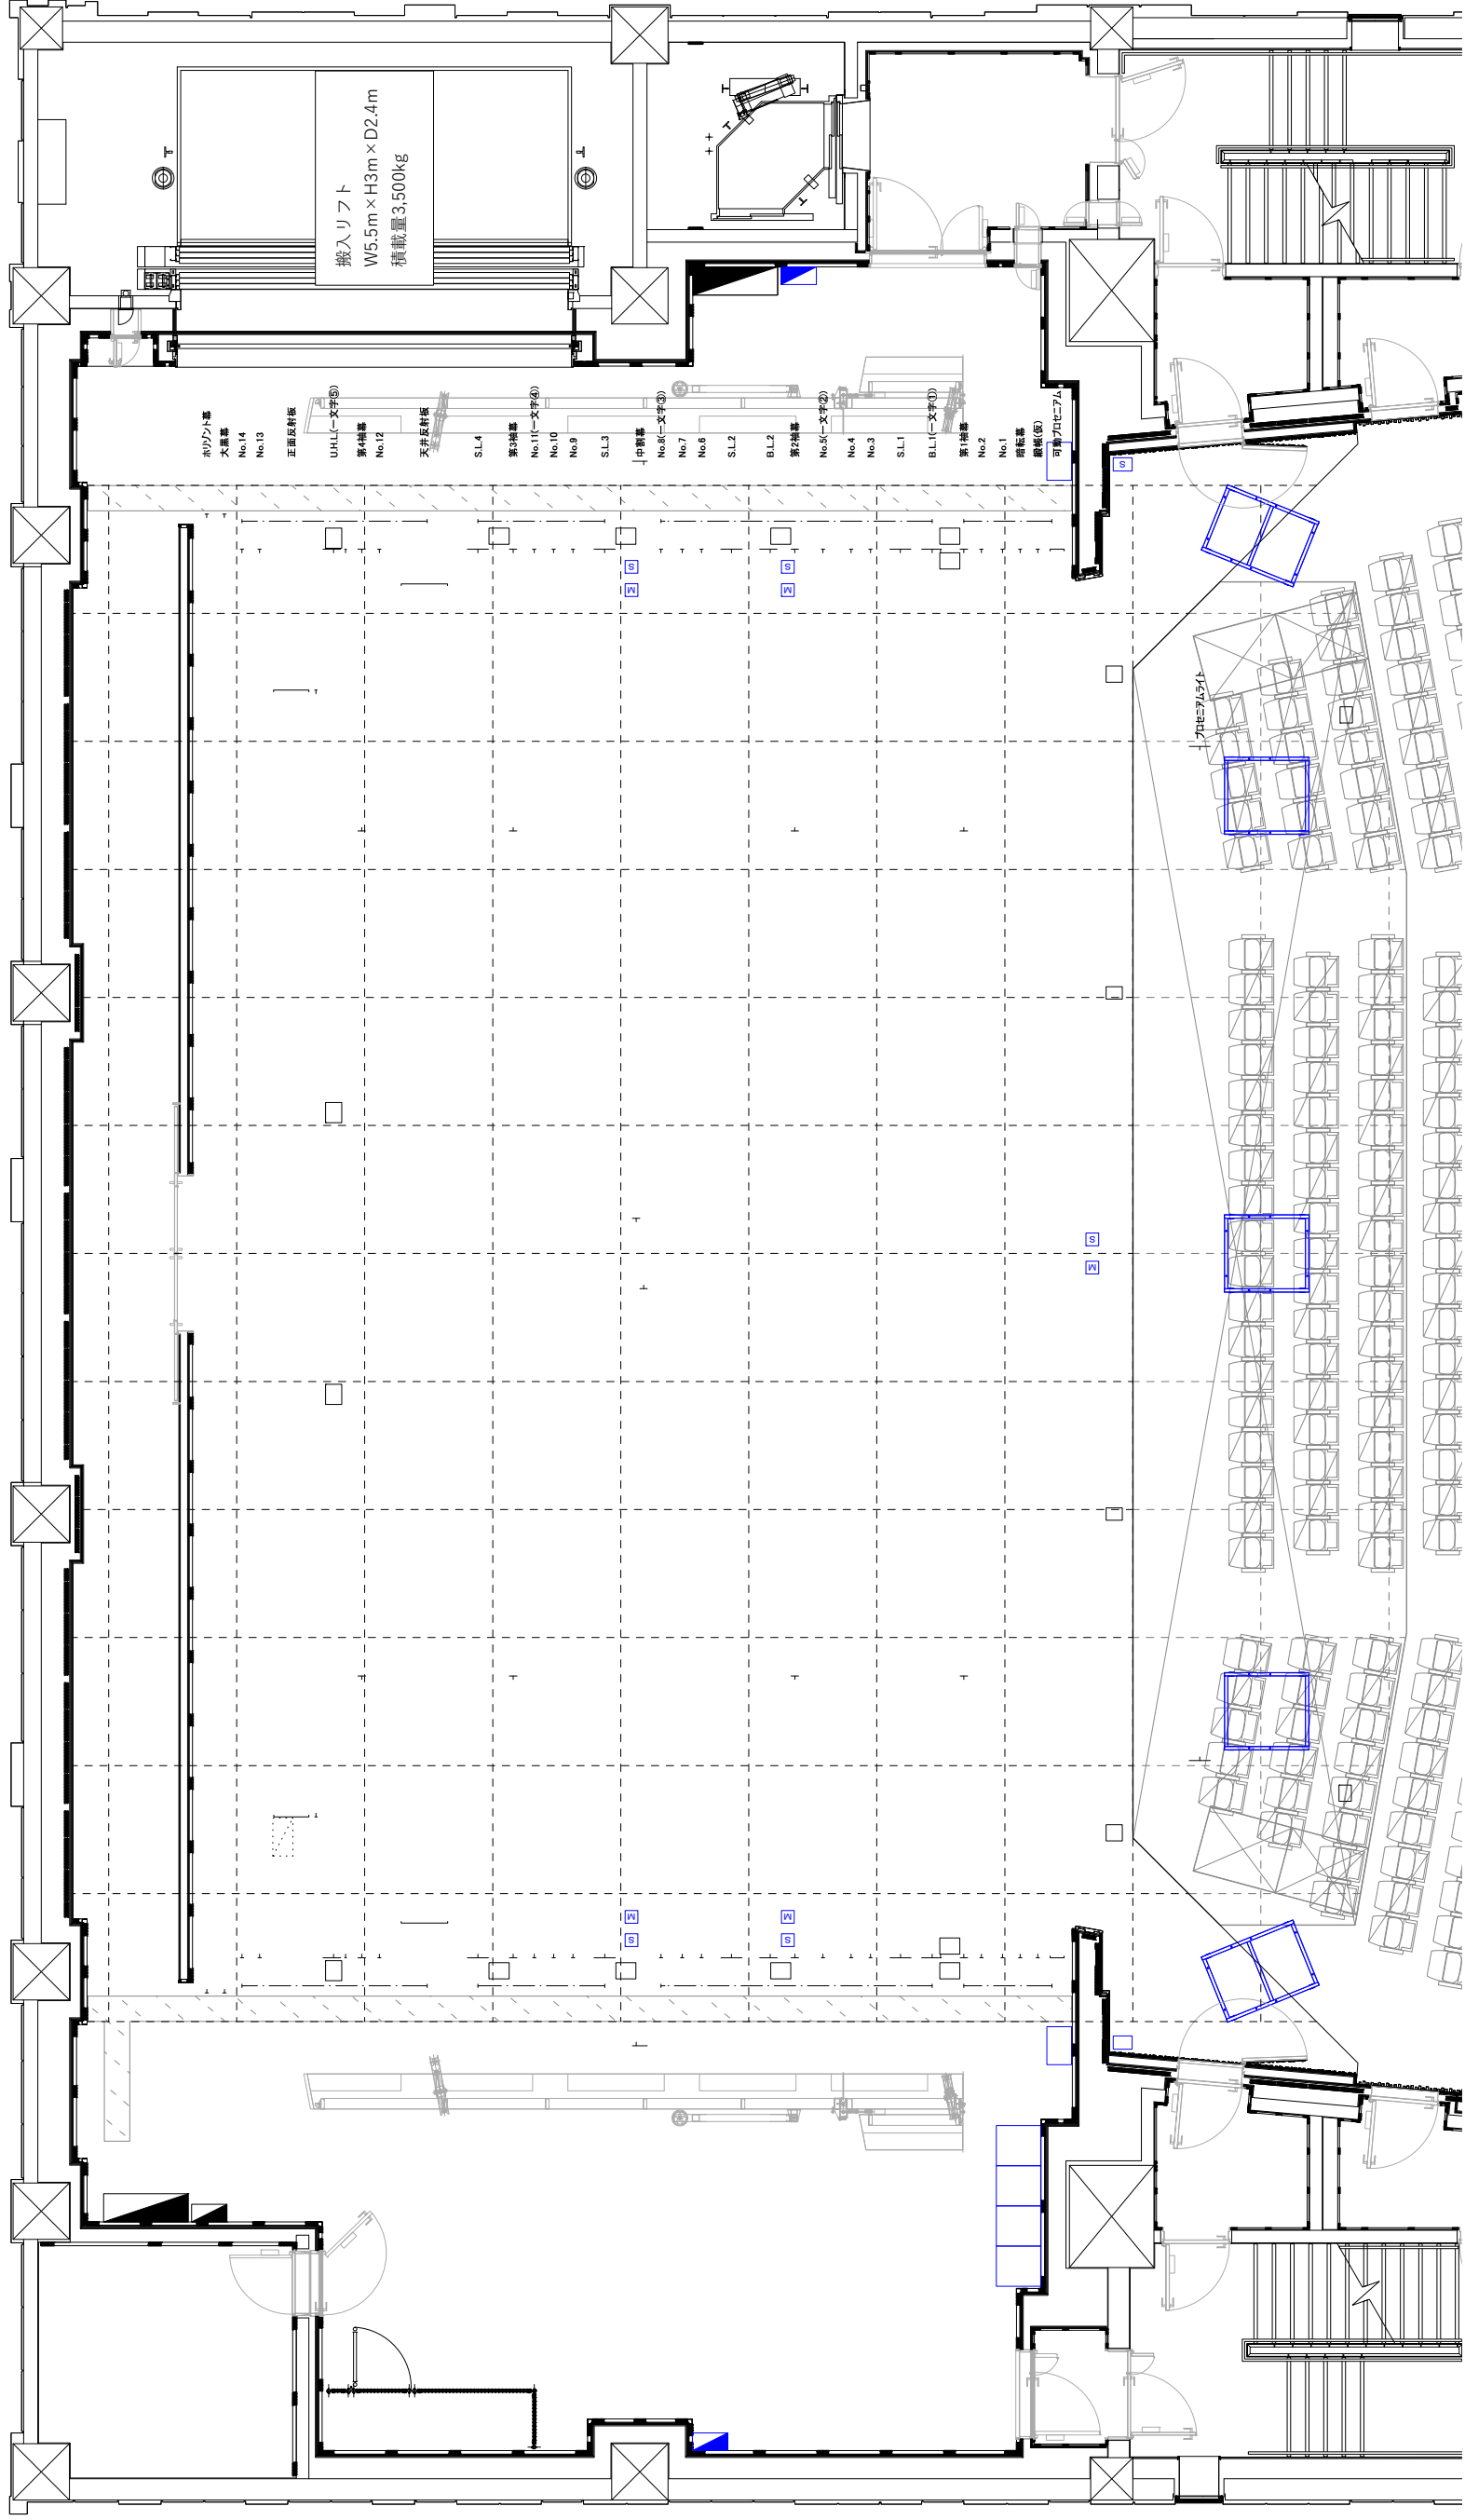 搬入リフト
W5.5m×H3m×D2.4m
積載量3,500kg
ホリゾント幕
大黒幕
No.14
No.13
正面反射板
U.H.L(一文字⑤)
第4袖幕
No.12
天井反射板
S.L.4
第3袖幕
No.11(一文字④)
No.10
No.9
S.L.3
中割幕
No.8(一文字③)
No.7
No.6
S.L.2
B.L.2
第2袖幕
No.5(一文字②)
No.4
No.3
S.L.1
B.L.1(一文字①)
第1袖幕
No.2
No.1
暗転幕
緞帳(仮)
可動プロセニアム
S
S
M
S
M
プロセニアムライト
S
M
M
S
M
S